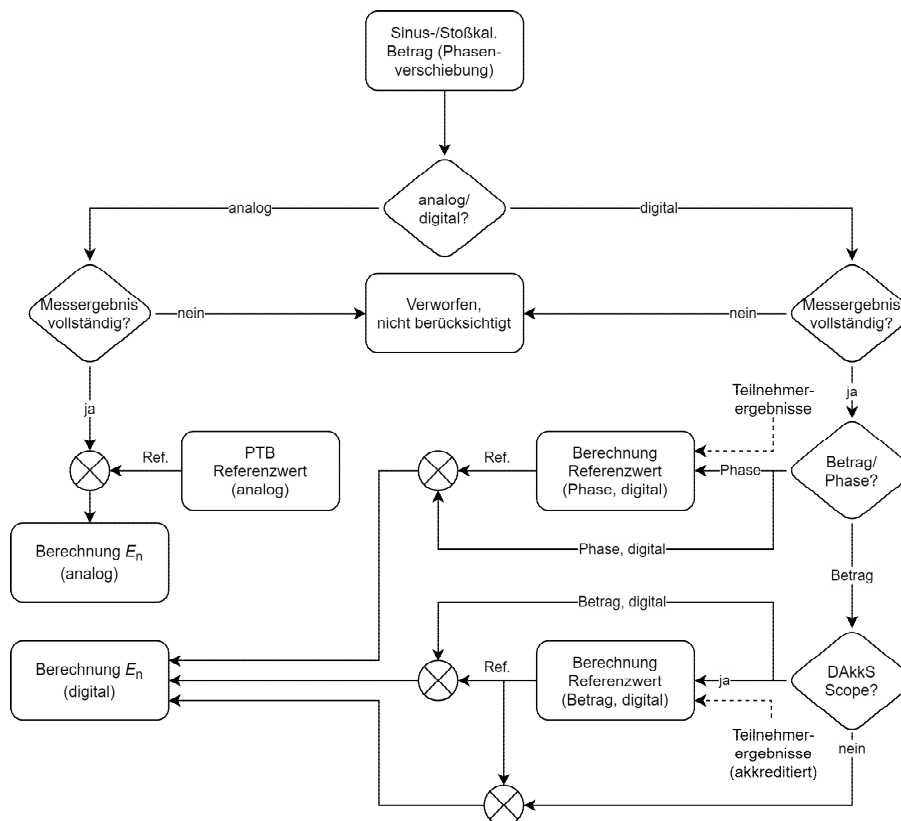 Sinus-/Stoßkal.
Betrag (Phasen-
verschiebung)
analog/
digital?
analog
digital
Messergebnis
vollständig?
nein
Verworfen,
nicht berücksichtigt
nein
Messergebnis
vollständig?
ja
ja
Teilnehmer-
ergebnisse
PTB
Referenzwert
(analog)
Ref.
Ref.
Berechnung
Referenzwert
(Phase, digital)
Phase
Betrag/
Phase?
Berechnung En
(analog)
Phase, digital
Betrag
Betrag, digital
Berechnung En
(digital)
Ref.
Berechnung
Referenzwert
(Betrag, digital)
ja
DAkkS
Scope?
Teilnehmer-
ergebnisse
(akkreditiert)
nein